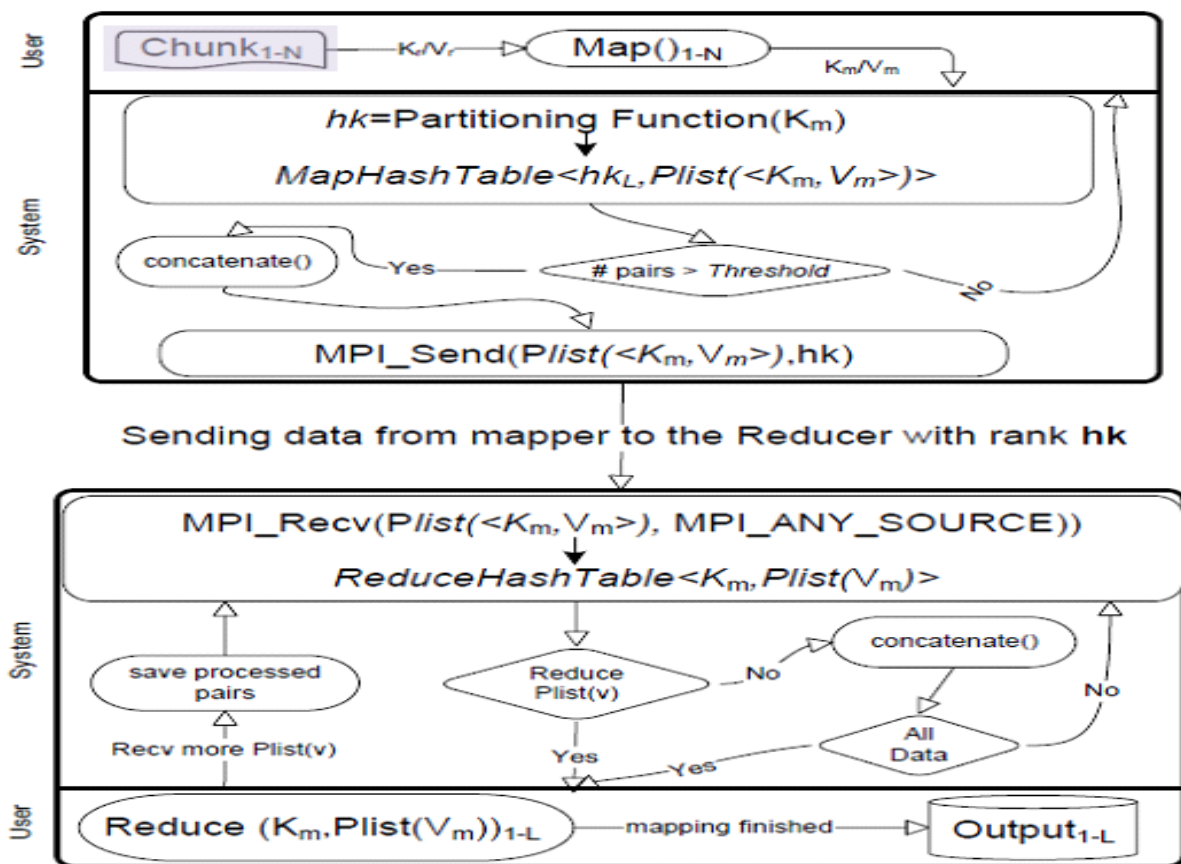 User
Chunk1-N
Kr/Vr
Map()1-N
Km/Vm
System
hk=Partitioning Function(Km)
MapHashTable<hkL,Plist(<Km,Vm>)>
concatenate()
Yes
# pairs > Threshold
No
MPI_Send(Plist(<Km,Vm>),hk)
Sending data from mapper to the Reducer with rank hk
System
MPI_Recv(Plist(<Km,Vm>), MPI_ANY_SOURCE))
ReduceHashTable<Km,Plist(Vm)>
save processed
pairs
Recv more Plist(v)
Reduce
Plist(v)
No
concatenate()
Yes
All
Data
Yes
No
User
Reduce (Km,Plist(Vm))1-L
mapping finished
Output1-L